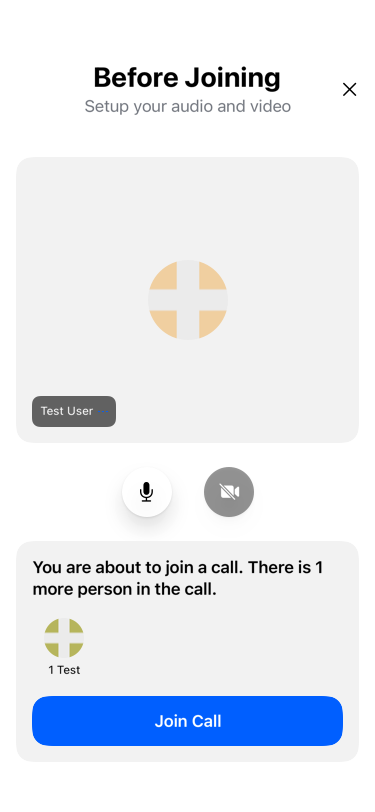 Before Joining
Setup your audio and video
Test User
You are about to join a call. There is 1
more person in the call.
1 Test
Join Call